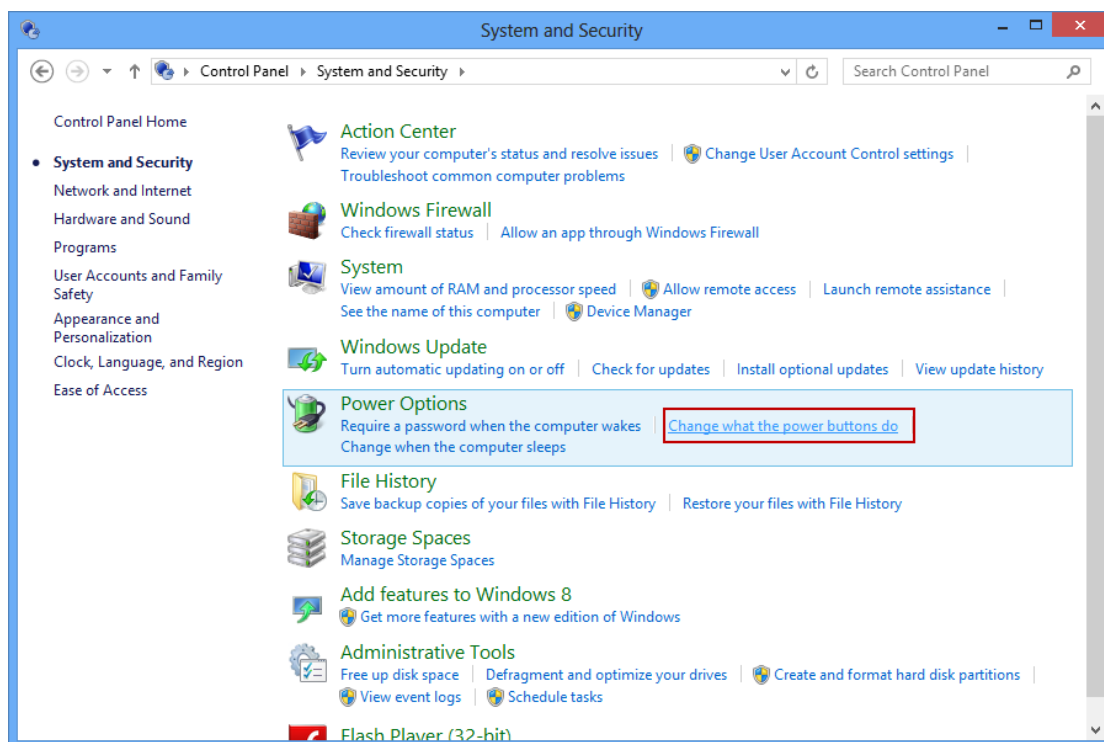 System and Security
Control Panel System and Security
Search Control Panel
Control Panel Home
System and Security
Network and Internet
Hardware and Sound
Programs
User Accounts and Family
Safety
Appearance and
Personalization
Clock, Language, and Region
Ease of Access
Action Center
Review your computer's status and resolve issues Change User Account Control settings
Troubleshoot common computer problems
Windows Firewall
Check firewall status Allow an app through Windows Firewall
System
View amount of RAM and processor speed Allow remote access Launch remote assistance
See the name of this computer Device Manager
Windows Update
Turn automatic updating on or off Check for updates Install optional updates View update history
Power Options
Require a password when the computer wakes Change what the power buttons do
Change when the computer sleeps
File History
Save backup copies of your files with File History Restore your files with File History
Storage Spaces
Manage Storage Spaces
Add features to Windows 8
Get more features with a new edition of Windows
Administrative Tools
Free up disk space Defragment and optimize your drives Create and format hard disk partitions
View event logs Schedule tasks
Flash Player (32-bit)